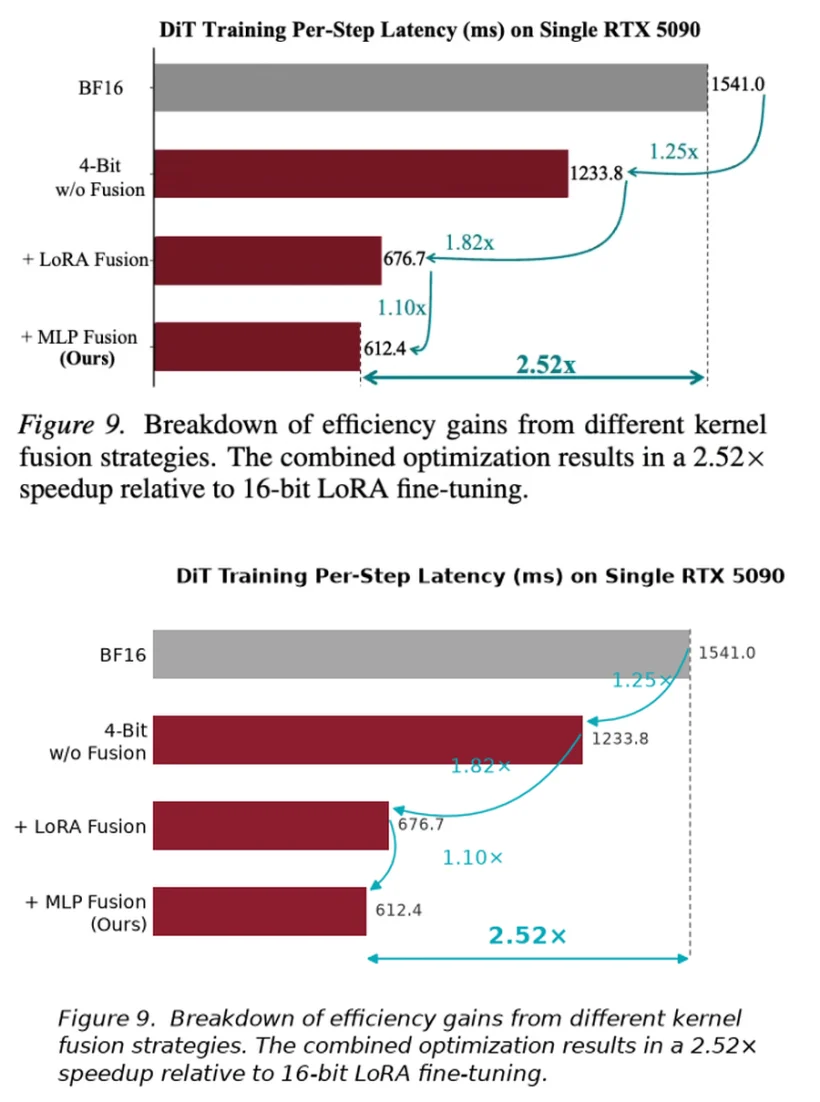 DiT Training Per-Step Latency (ms) on Single RTX 5090
BF16
1541.0
1.25x
4-Bit
w/o Fusion
1233.8
1.82x
+ LoRA Fusion
676.7
1.10x
+ MLP Fusion
(Ours)
612.4
2.52x
Figure 9. Breakdown of efficiency gains from different kernel
fusion strategies. The combined optimization results in a 2.52×
speedup relative to 16-bit LoRA fine-tuning.
DiT Training Per-Step Latency (ms) on Single RTX 5090
BF16
1541.0
1.25×
4-Bit
w/o Fusion
1233.8
1.82×
+ LoRA Fusion
676.7
1.10×
+ MLP Fusion
(Ours)
612.4
2.52×
Figure 9. Breakdown of efficiency gains from different kernel
fusion strategies. The combined optimization results in a 2.52×
speedup relative to 16-bit LoRA fine-tuning.